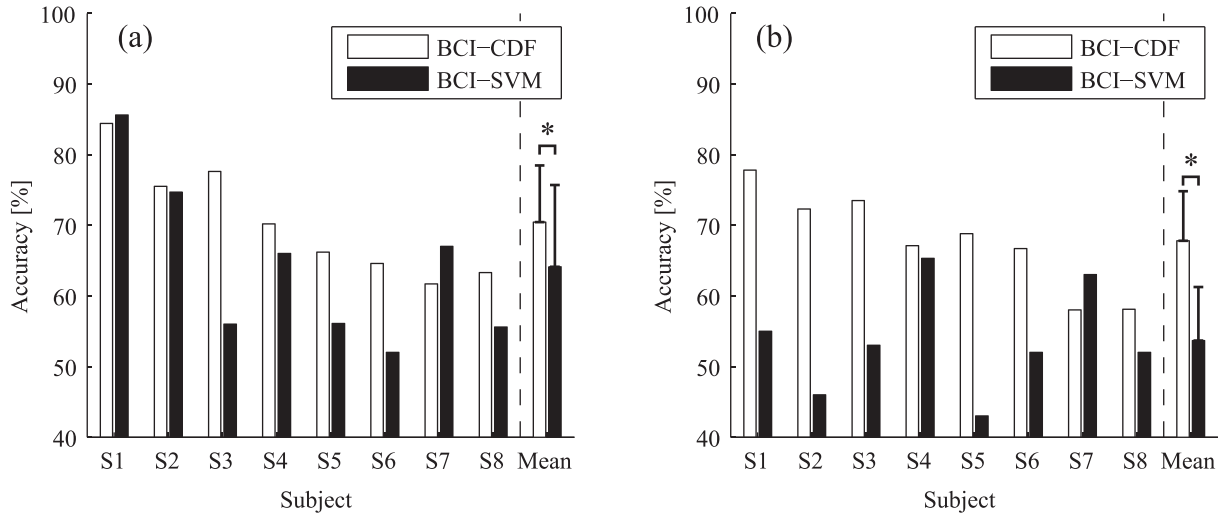 (a)
BCI−CDF
BCI−SVM
*
100
90
80
70
60
50
40
Accuracy [%]
S1 S2 S3 S4 S5 S6 S7 S8 Mean
Subject
(b)
BCI−CDF
BCI−SVM
*
100
90
80
70
60
50
40
Accuracy [%]
S1 S2 S3 S4 S5 S6 S7 S8 Mean
Subject